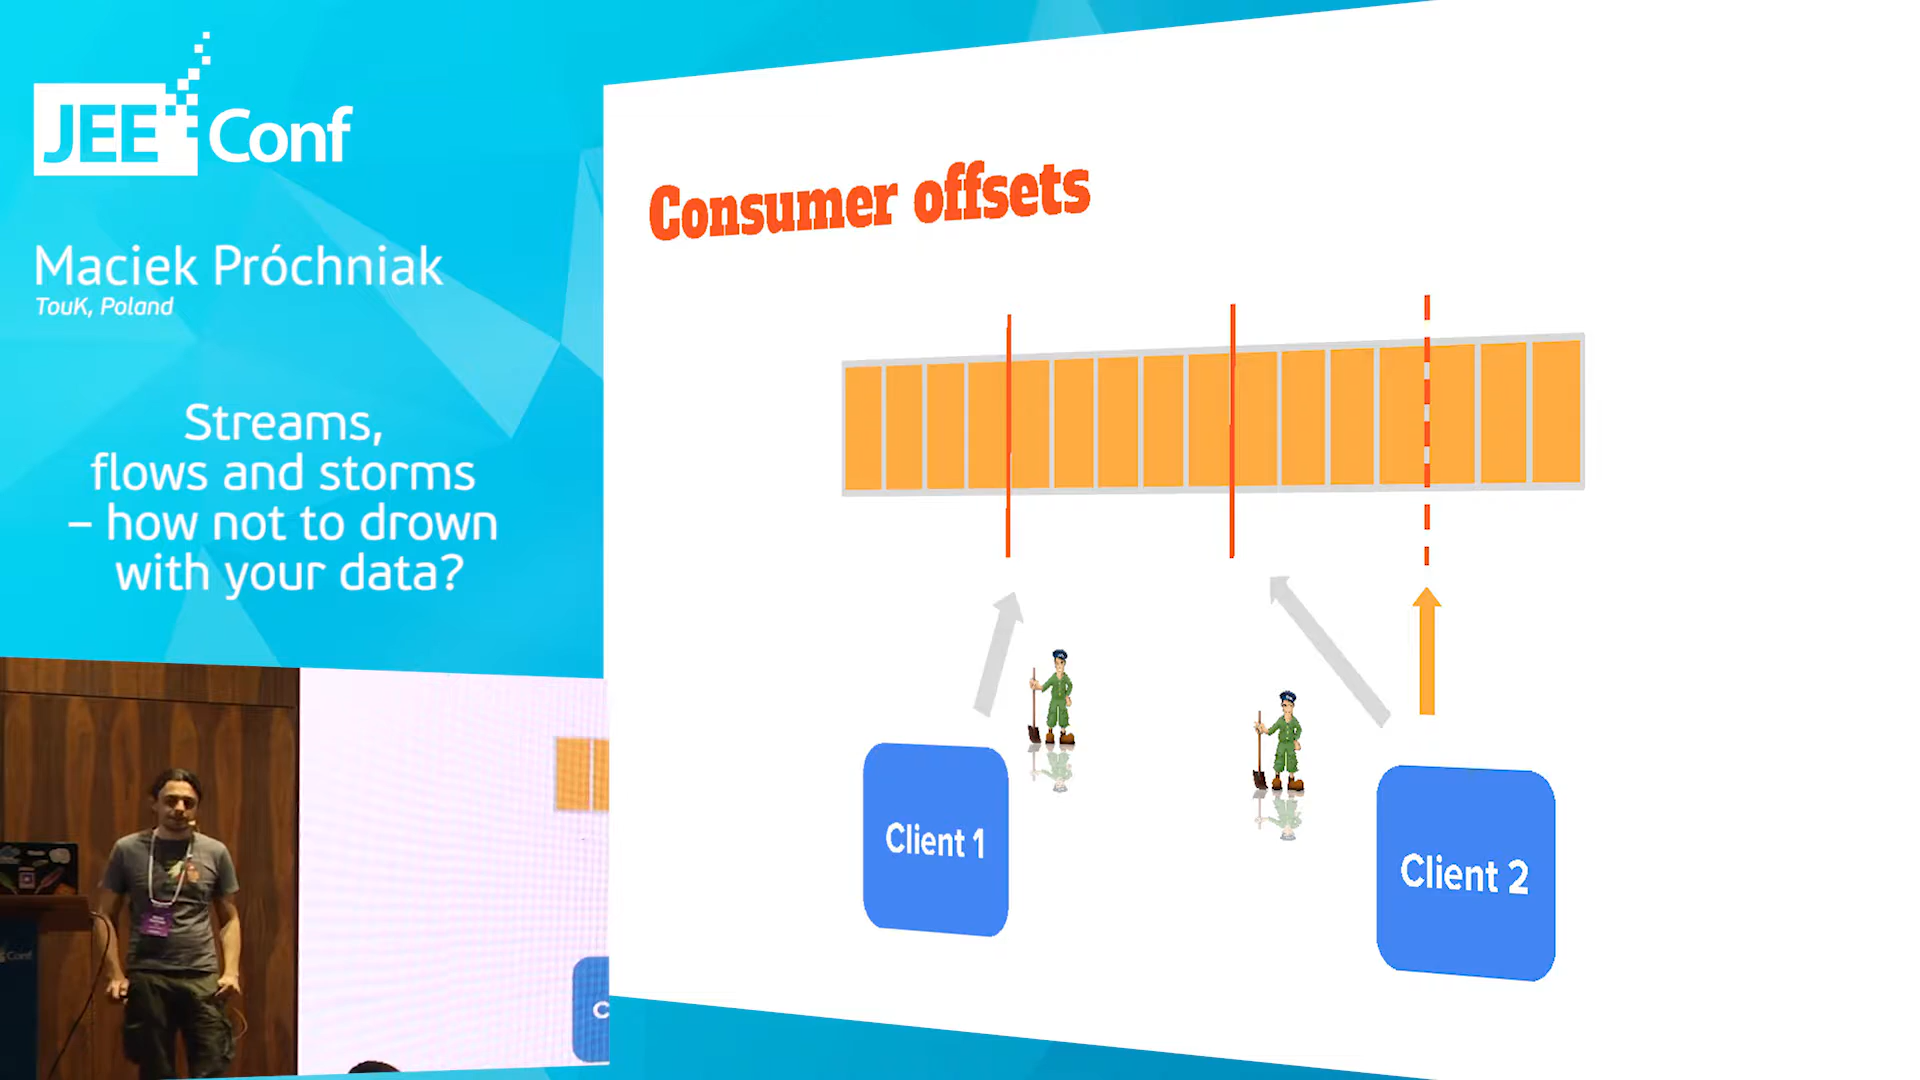 JEE Conf
Maciek Próchniak
TouK, Poland
Streams,
flows and storms
– how not to drown
with your data?
Consumer offsets
Client 1
Client 2
Conf
C